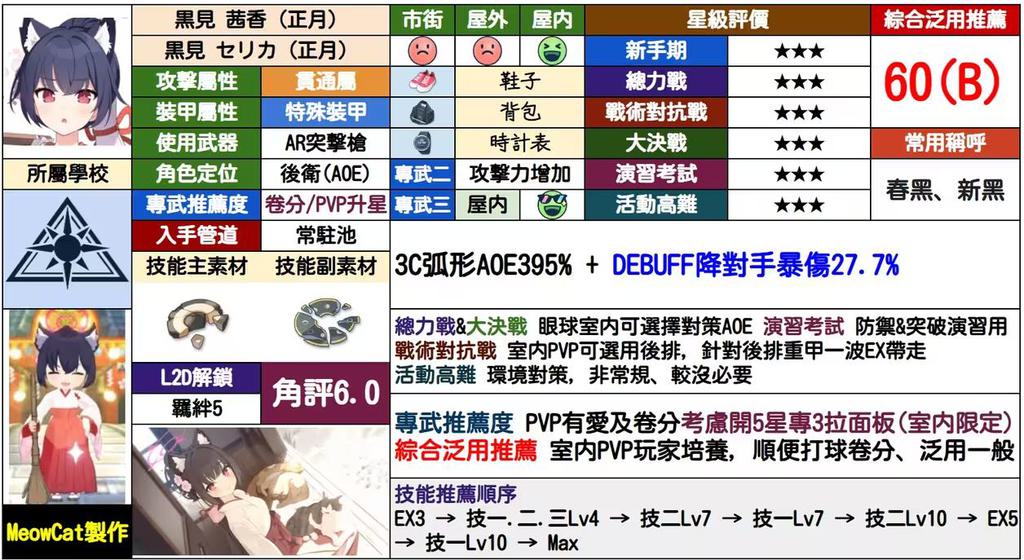 黒見 茜香（正月）
黒見 セリカ（正月）
攻擊屬性 貫通屬
裝甲屬性 特殊裝甲
使用武器 AR突擊槍
所屬學校
角色定位 後衛(AOE)
專武推薦度 卷分/PVP升星
入手管道 常駐池
技能主素材 技能副素材
L2D解鎖
羈絆5
角評6.0
市街 屋外 屋内
鞋子
背包
時計表
專武二 攻擊力增加
專武三 屋内
星級評價
新手期 ★★★
總力戰 ★★★
戰術對抗戰 ★★★
大決戰 ★★★
演習考試 ★★★
活動高難 ★★★
綜合泛用推薦
60(B)
常用稱呼
春黑、新黑
3C弧形AOE395% + DEBUFF降對手暴傷27.7%
總力戰&大決戰 眼球室内可選擇對策AOE 演習考試 防禦&突破演習用
戰術對抗戰 室内PVP可選用後排，針對後排重甲一波EX帶走
活動高難 環境對策，非常規、較没必要
專武推薦度 PVP有愛及卷分考慮開5星專3拉面板(室内限定)
綜合泛用推薦 室内PVP玩家培養，順便打球卷分、泛用一般
技能推薦順序
EX3 → 技一.二.三Lv4 → 技二Lv7 → 技一Lv7 → 技二Lv10 → EX5
→ 技一Lv10 → Max
MeowCat製作